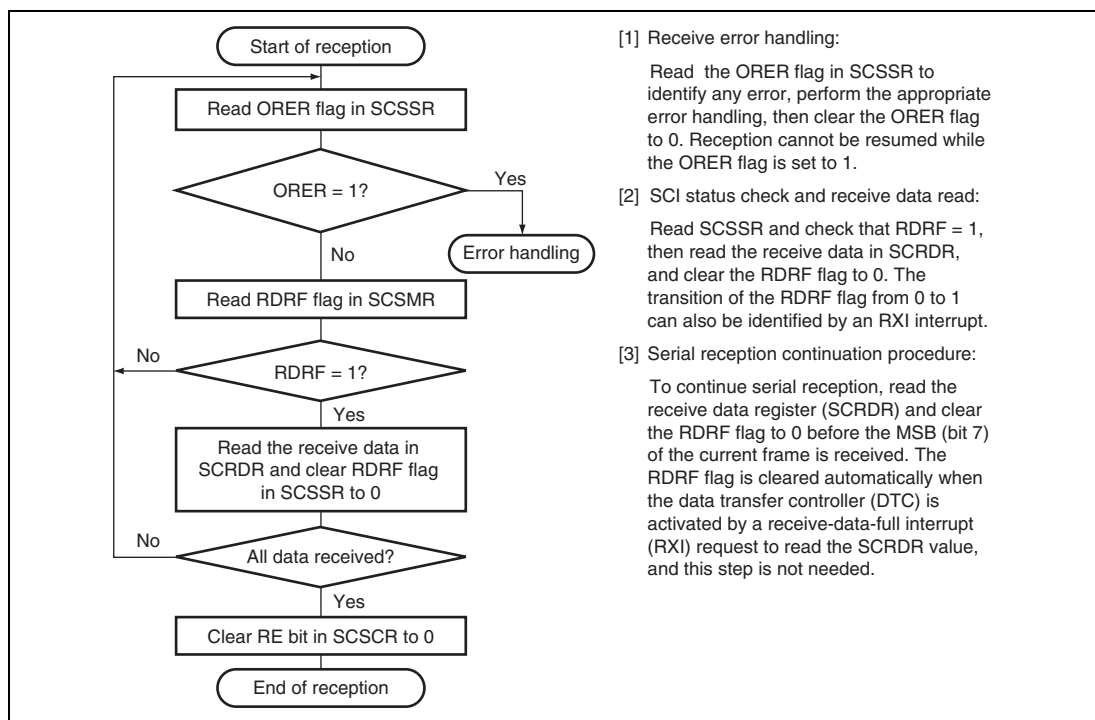 Start of reception
Read ORER flag in SCSSR
ORER = 1?
Yes
Error handling
No
Read RDRF flag in SCSMR
No
RDRF = 1?
Yes
Read the receive data in
SCRDR and clear RDRF flag
in SCSSR to 0
No
All data received?
Yes
Clear RE bit in SCSCR to 0
End of reception
[1] Receive error handling:
Read the ORER flag in SCSSR to
identify any error, perform the appropriate
error handling, then clear the ORER flag
to 0. Reception cannot be resumed while
the ORER flag is set to 1.
[2] SCI status check and receive data read:
Read SCSSR and check that RDRF = 1,
then read the receive data in SCRDR,
and clear the RDRF flag to 0. The
transition of the RDRF flag from 0 to 1
can also be identified by an RXI interrupt.
[3] Serial reception continuation procedure:
To continue serial reception, read the
receive data register (SCRDR) and clear
the RDRF flag to 0 before the MSB (bit 7)
of the current frame is received. The
RDRF flag is cleared automatically when
the data transfer controller (DTC) is
activated by a receive-data-full interrupt
(RXI) request to read the SCRDR value,
and this step is not needed.